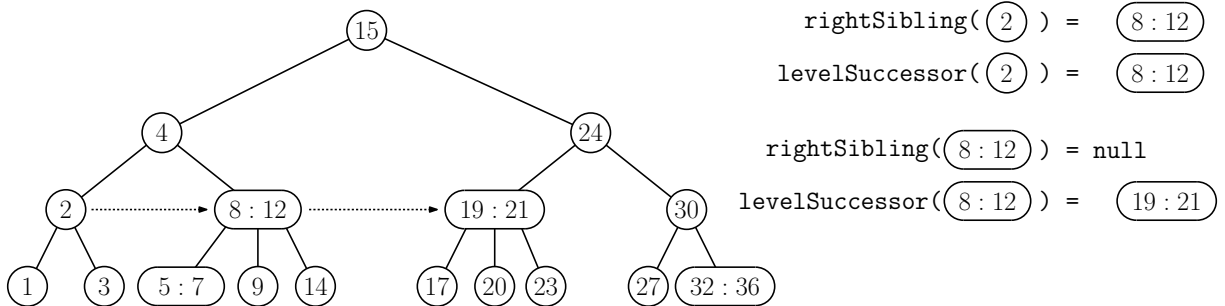 15
rightSibling( 2 ) = 8 : 12
levelSuccessor( 2 ) = 8 : 12
4 24
rightSibling( 8 : 12 ) = null
2 8 : 12 19 : 21 30
levelSuccessor( 8 : 12 ) = 19 : 21
1 3 5 : 7 9 14 17 20 23 27 32 : 36